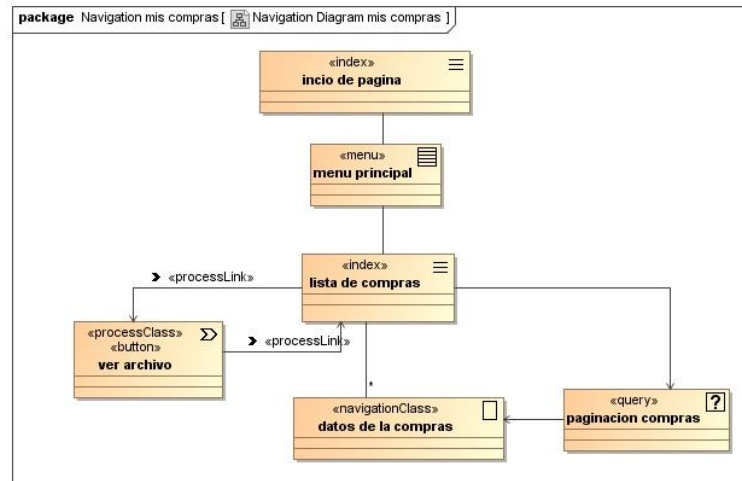 package Navigation mis compras [ Navigation Diagram mis compras ]
«index»
incio de pagina
«menu»
menu principal
«index»
lista de compras
«processLink»
«processClass»
«button»
ver archivo
«processLink»
*
«navigationClass»
datos de la compras
«query»
?
paginacion compras